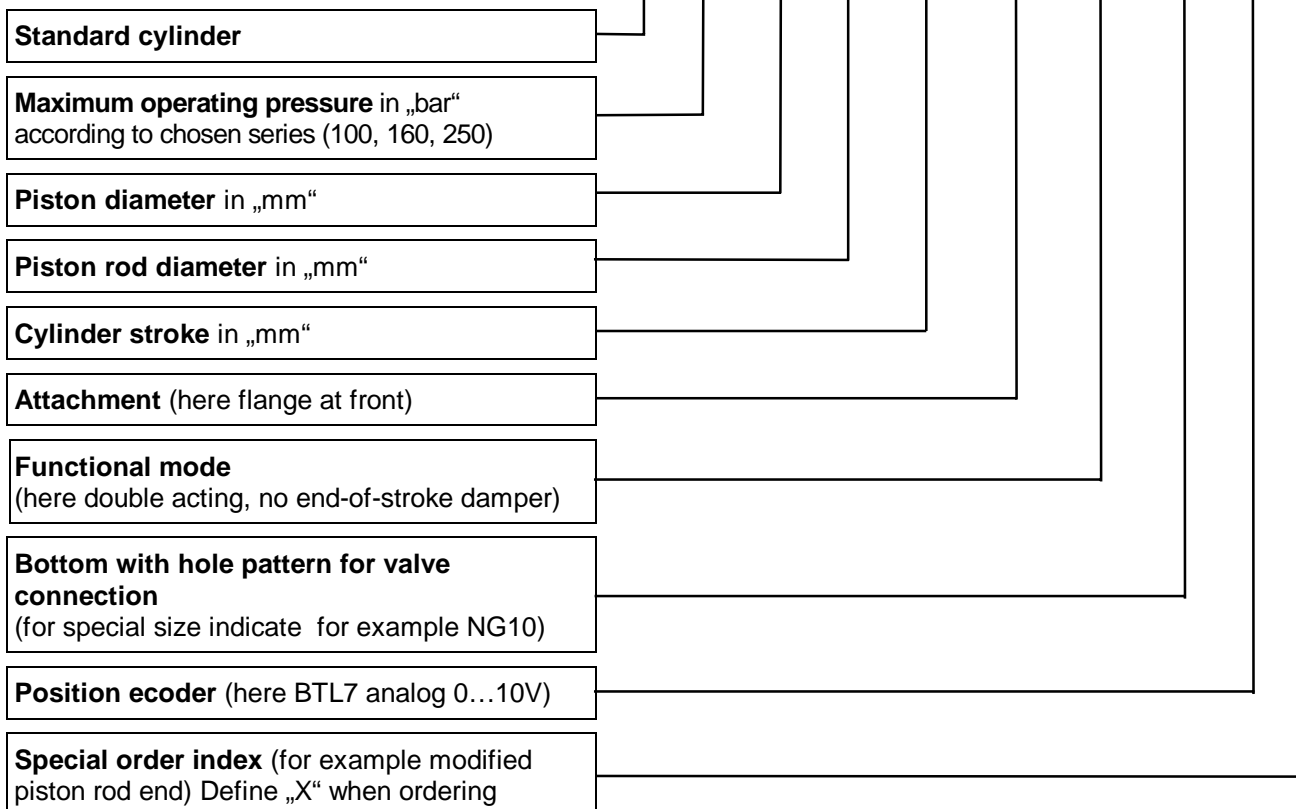 Standard cylinder
Maximum operating pressure in „bar“
according to chosen series (100, 160, 250)
Piston diameter in „mm“
Piston rod diameter in „mm“
Cylinder stroke in „mm“
Attachment (here flange at front)
Functional mode
(here double acting, no end-of-stroke damper)
Bottom with hole pattern for valve
connection
(for special size indicate  for example NG10)
Position ecoder (here BTL7 analog 0…10V)
Special order index (for example modified
piston rod end) Define „X“ when ordering